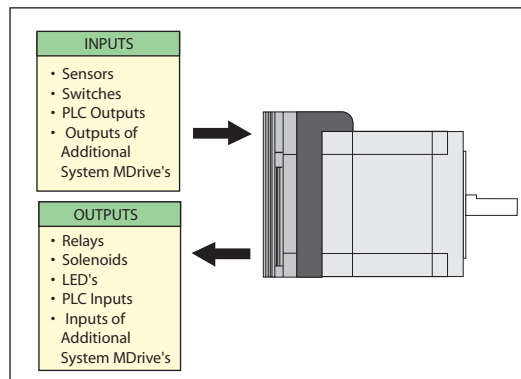 INPUTS
• Sensors
• Switches
• PLC Outputs
• Outputs of
Additional
System MDrive's
OUTPUTS
• Relays
• Solenoids
• LED's
• PLC Inputs
• Inputs of
Additional
System MDrive's